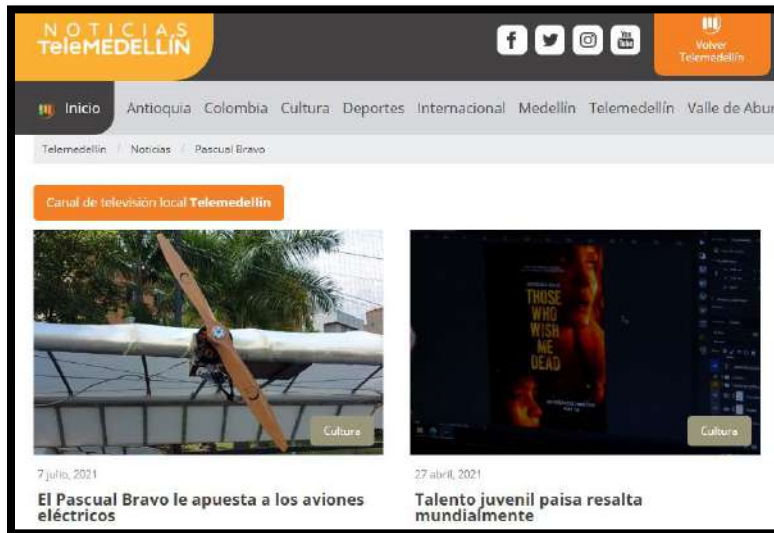 NOTICIAS
TeleMEDELLÍN
Volver
Telemedellín
Inicio Antioquia Colombia Cultura Deportes Internacional Medellín Telemedellín Valle de Abur
Telemedellín / Noticias / Pascual Bravo
Canal de televisión local Telemedellín
THOSE
WHO
WISH
ME
DEAD
Cultura
Cultura
7 julio, 2021
27 abril, 2021
El Pascual Bravo le apuesta a los aviones
eléctricos
Talento juvenil paisa resalta
mundialmente